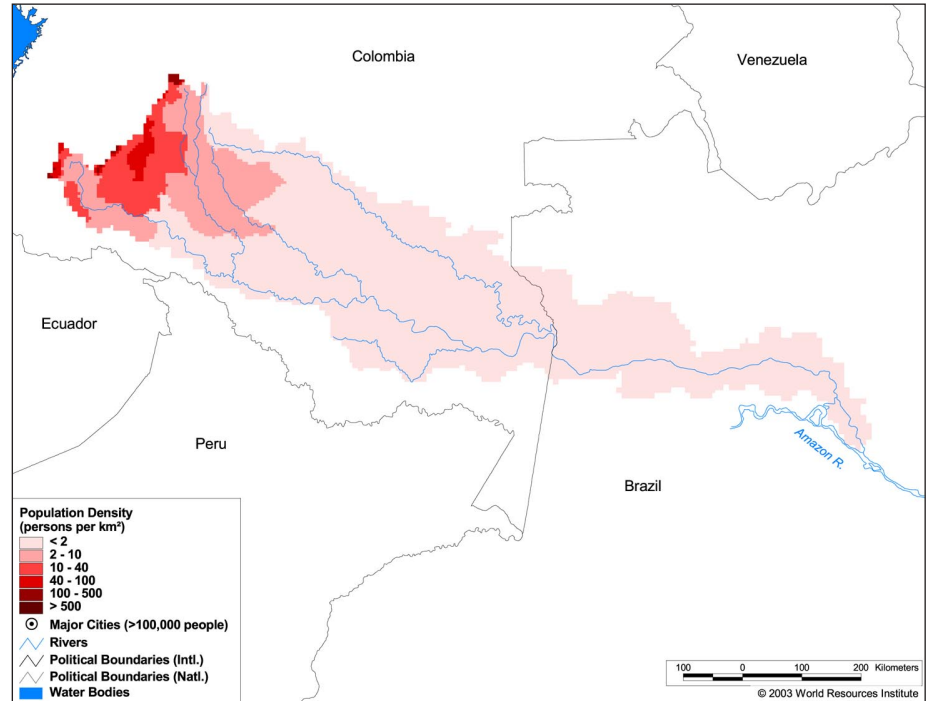 Colombia
Venezuela
Ecuador
Peru
Amazon R.
Brazil
Population Density
(persons per km²)
< 2
2 - 10
10 - 40
40 - 100
100 - 500
> 500
Major Cities (>100,000 people)
Rivers
Political Boundaries (Intl.)
Political Boundaries (Natl.)
Water Bodies
100 0 100 200 Kilometers
© 2003 World Resources Institute